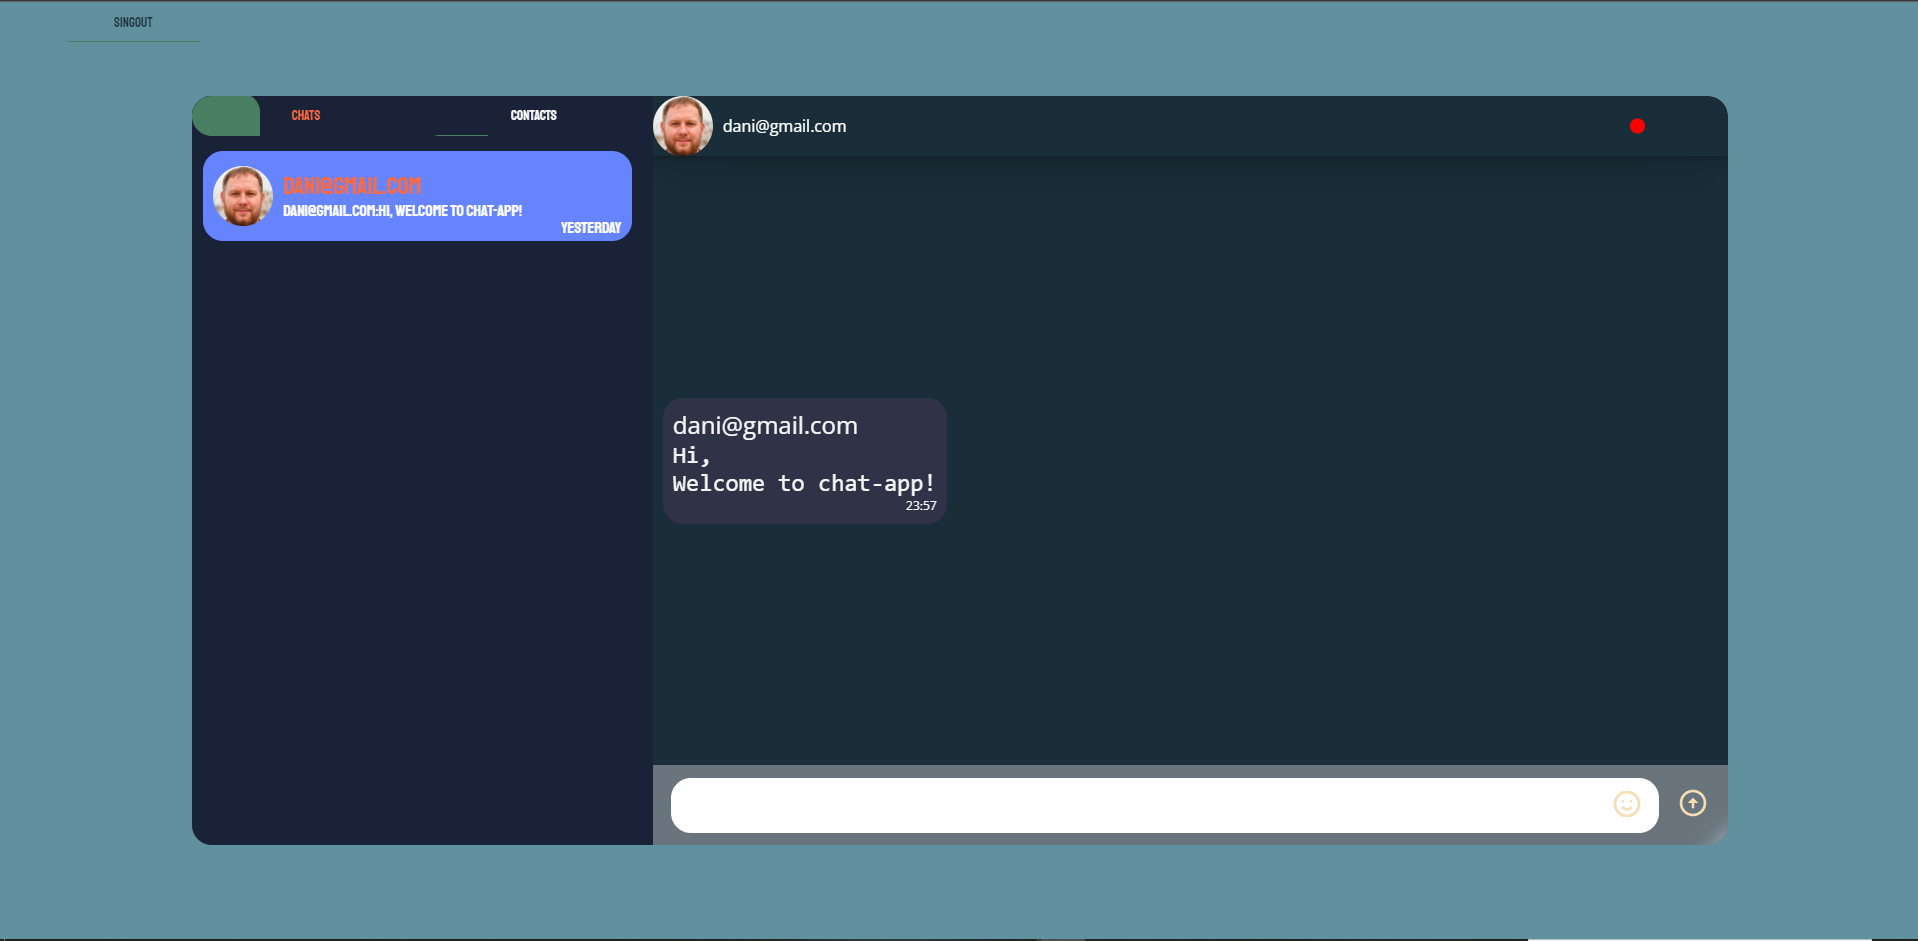 SINGOUT
CHATS
CONTACTS
DANI@GMAIL.COM
DANI@GMAIL.COM:HI, WELCOME TO CHAT-APP!
YESTERDAY
dani@gmail.com
dani@gmail.com
Hi,
Welcome to chat-app!
23:57